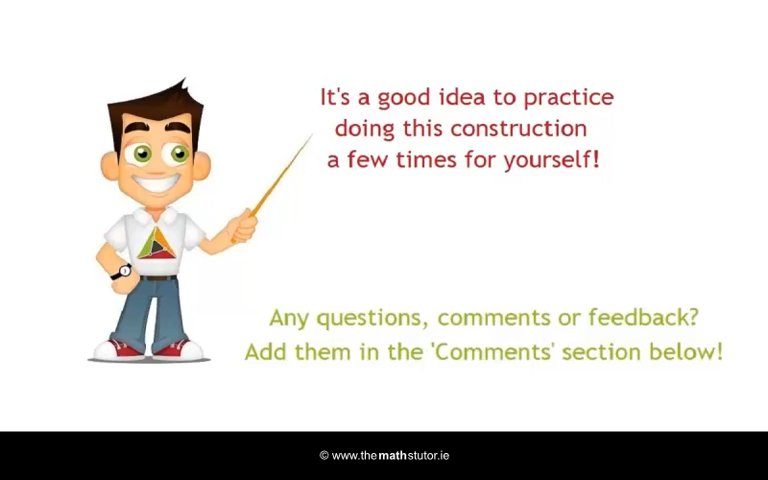 It's a good idea to practice
doing this construction
a few times for yourself!
Any questions, comments or feedback?
Add them in the 'Comments' section below!
© www.themathstutor.ie